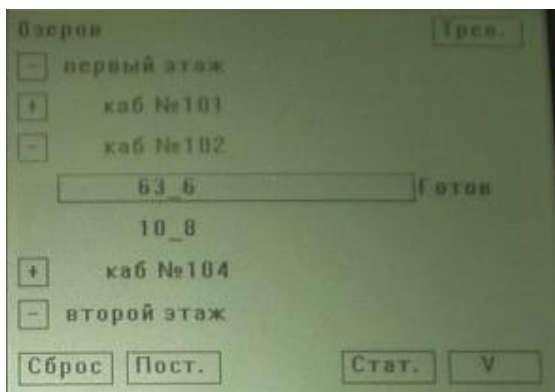 Озеров Трев.
- первый этаж
+ каб №101
- каб №102
63_6 Готов
10_8
+ каб №104
- второй этаж
Сброс Пост. Стат. V